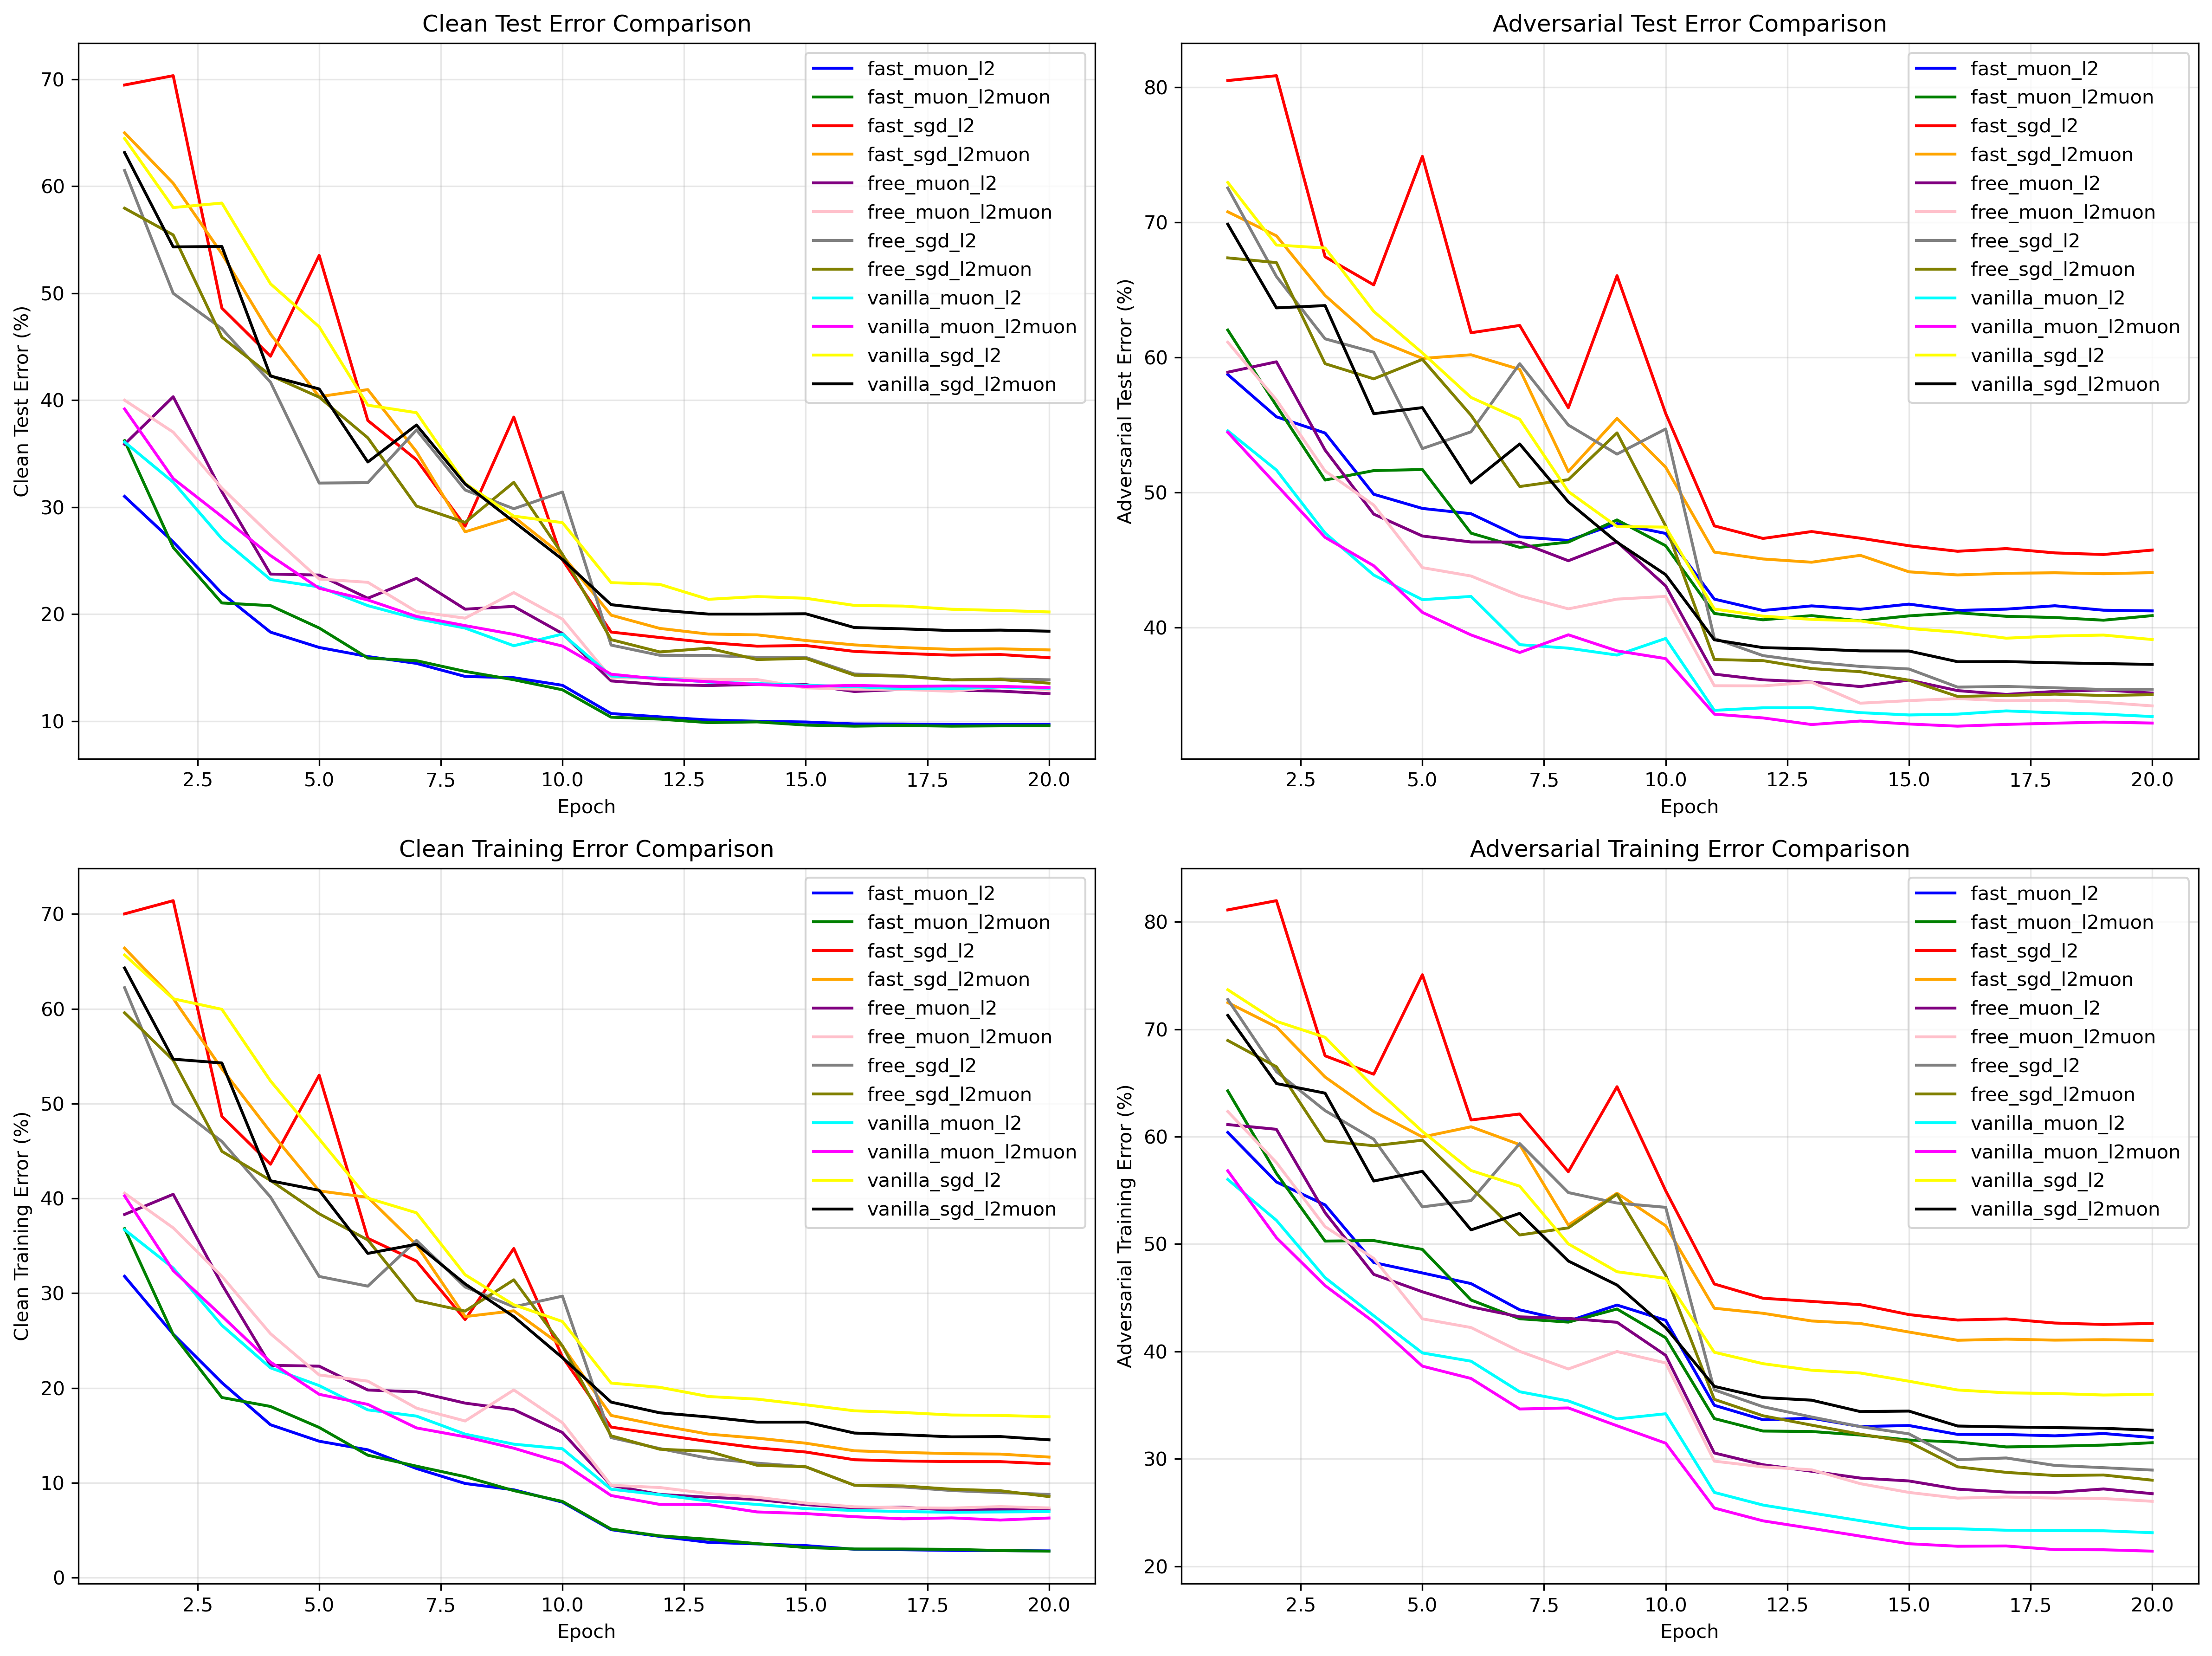 Clean Test Error Comparison
Clean Test Error (%)
70
60
50
40
30
20
10
2.5 5.0 7.5 10.0 12.5 15.0 17.5 20.0
Epoch
fast_muon_l2
fast_muon_l2muon
fast_sgd_l2
fast_sgd_l2muon
free_muon_l2
free_muon_l2muon
free_sgd_l2
free_sgd_l2muon
vanilla_muon_l2
vanilla_muon_l2muon
vanilla_sgd_l2
vanilla_sgd_l2muon
Adversarial Test Error Comparison
Adversarial Test Error (%)
80
70
60
50
40
2.5 5.0 7.5 10.0 12.5 15.0 17.5 20.0
Epoch
fast_muon_l2
fast_muon_l2muon
fast_sgd_l2
fast_sgd_l2muon
free_muon_l2
free_muon_l2muon
free_sgd_l2
free_sgd_l2muon
vanilla_muon_l2
vanilla_muon_l2muon
vanilla_sgd_l2
vanilla_sgd_l2muon
Clean Training Error Comparison
Clean Training Error (%)
70
60
50
40
30
20
10
0
2.5 5.0 7.5 10.0 12.5 15.0 17.5 20.0
Epoch
fast_muon_l2
fast_muon_l2muon
fast_sgd_l2
fast_sgd_l2muon
free_muon_l2
free_muon_l2muon
free_sgd_l2
free_sgd_l2muon
vanilla_muon_l2
vanilla_muon_l2muon
vanilla_sgd_l2
vanilla_sgd_l2muon
Adversarial Training Error Comparison
Adversarial Training Error (%)
80
70
60
50
40
30
20
2.5 5.0 7.5 10.0 12.5 15.0 17.5 20.0
Epoch
fast_muon_l2
fast_muon_l2muon
fast_sgd_l2
fast_sgd_l2muon
free_muon_l2
free_muon_l2muon
free_sgd_l2
free_sgd_l2muon
vanilla_muon_l2
vanilla_muon_l2muon
vanilla_sgd_l2
vanilla_sgd_l2muon